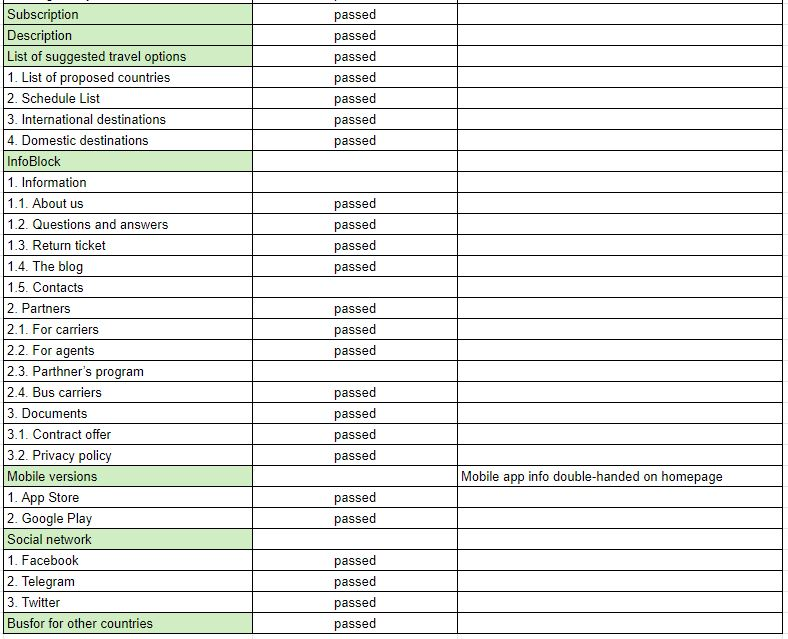 Subscription passed
Description passed
List of suggested travel options passed
1. List of proposed countries passed
2. Schedule List passed
3. International destinations passed
4. Domestic destinations passed
InfoBlock
1. Information
1.1. About us passed
1.2. Questions and answers passed
1.3. Return ticket passed
1.4. The blog passed
1.5. Contacts
2. Partners passed
2.1. For carriers passed
2.2. For agents passed
2.3. Parthner's program
2.4. Bus carriers passed
3. Documents passed
3.1. Contract offer passed
3.2. Privacy policy passed
Mobile versions Mobile app info double-handed on homepage
1. App Store passed
2. Google Play passed
Social network
1. Facebook passed
2. Telegram passed
3. Twitter passed
Busfor for other countries passed